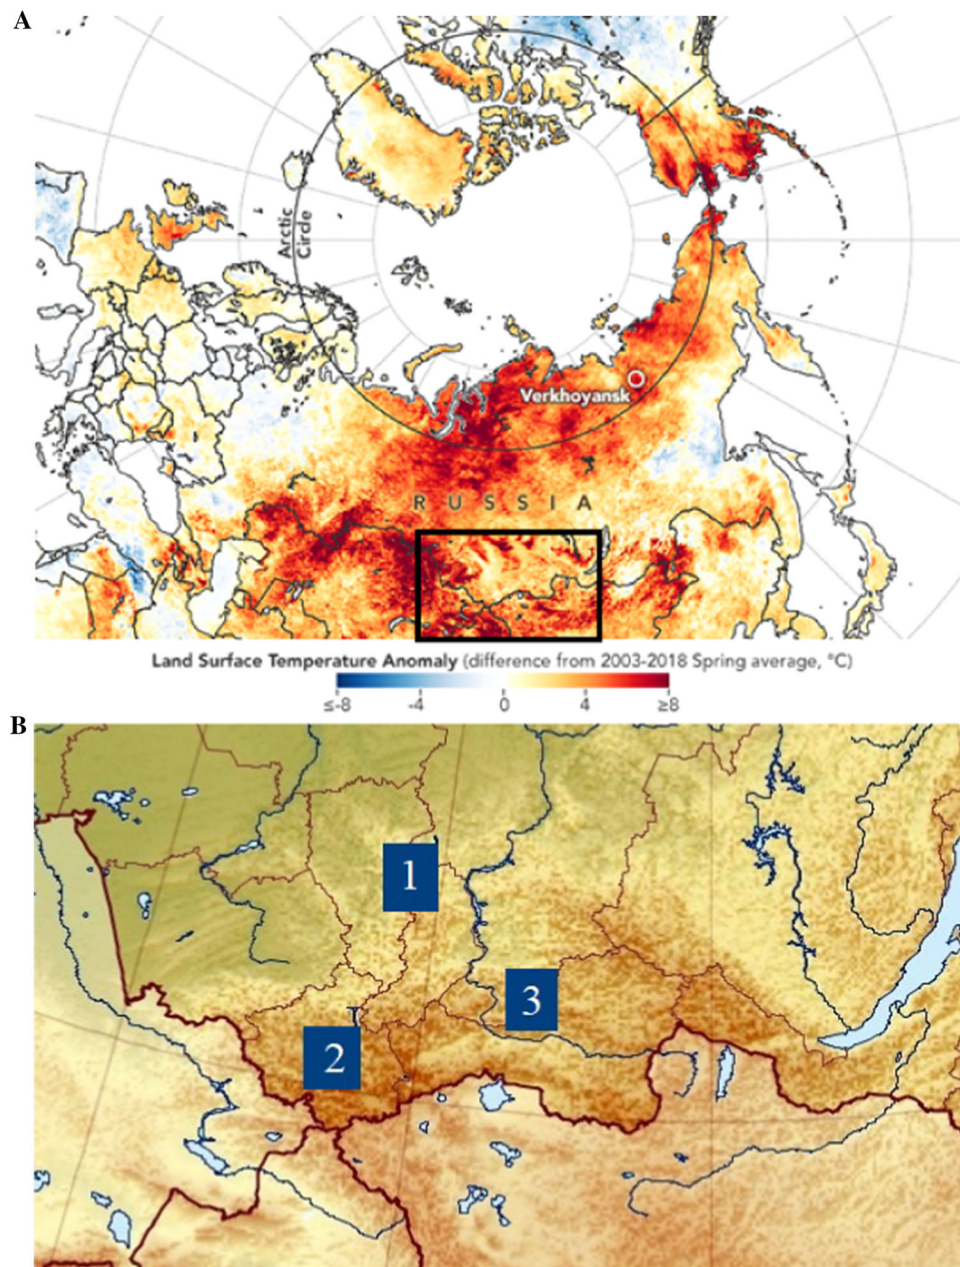 A
Arctic
Circle
Verkhoyansk
R U S S I A
Land Surface Temperature Anomaly (difference from 2003-2018 Spring average, °C)
≤-8 -4 0 4 ≥8
B
1
3
2